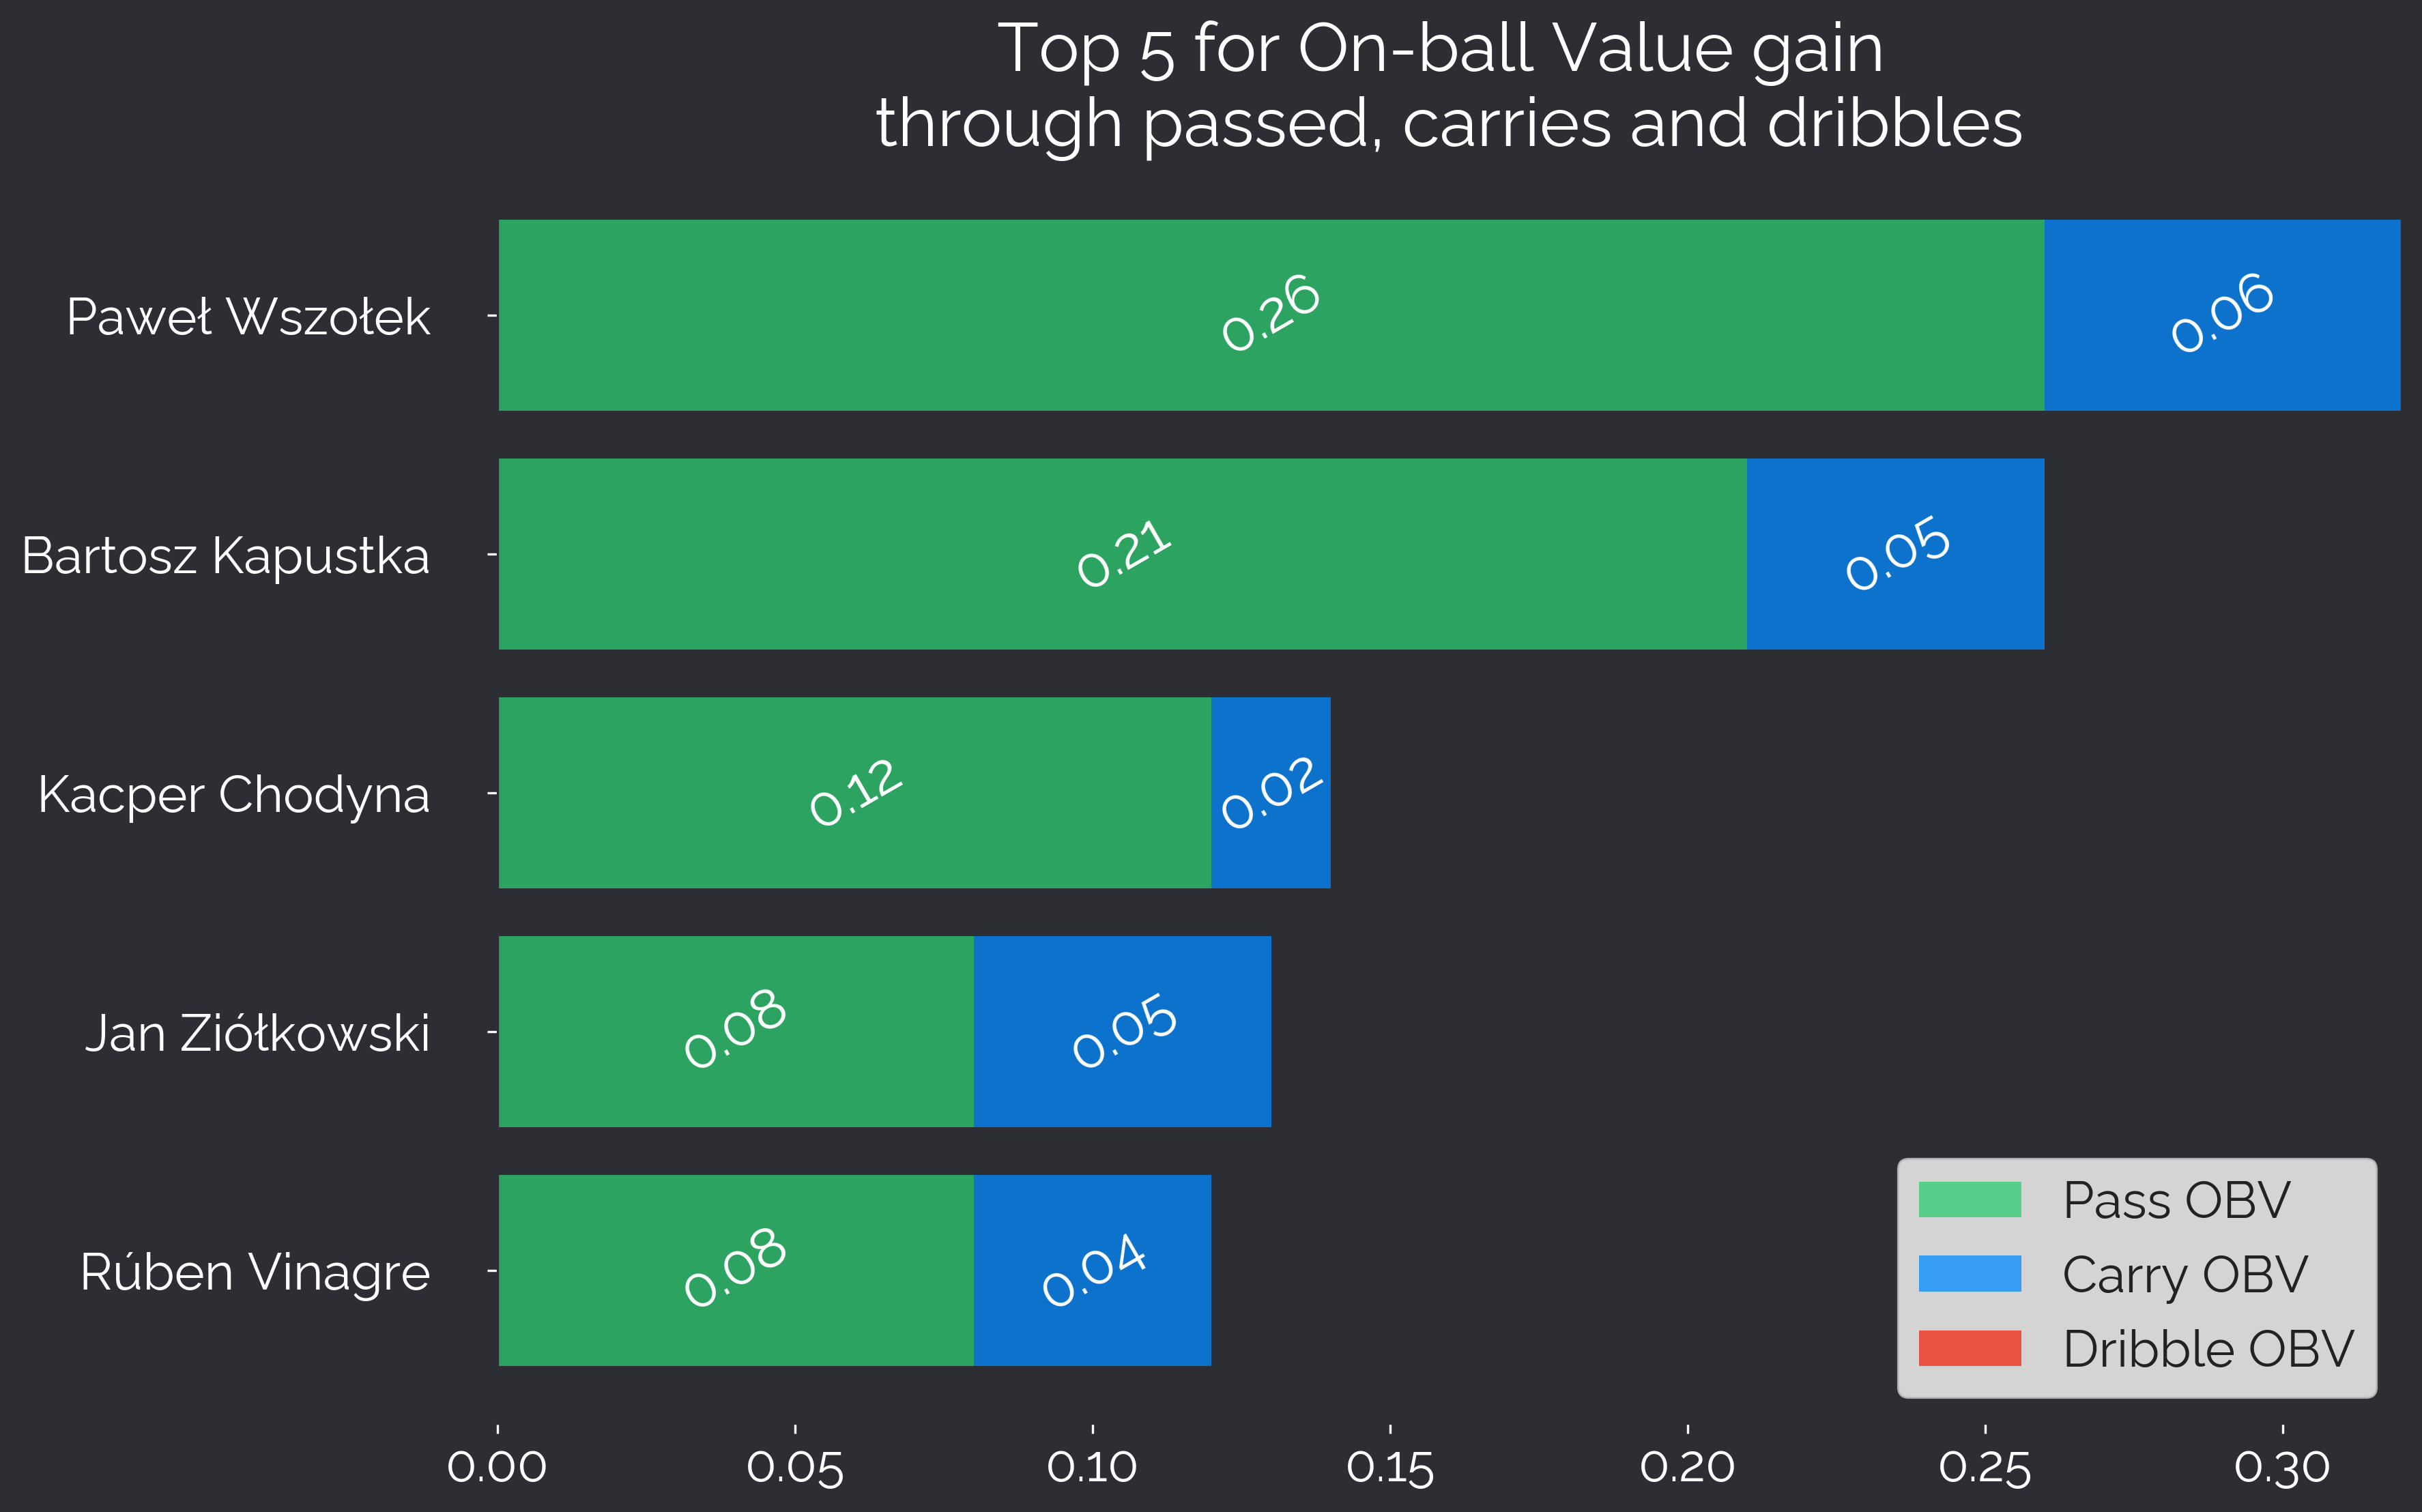 Top 5 for On-ball Value gain
through passed, carries and dribbles
Paweł Wszołek
0.26
0.06
Bartosz Kapustka
0.21
0.05
Kacper Chodyna
0.12
0.02
Jan Ziółkowski
0.08
0.05
Rúben Vinagre
0.08
0.04
Pass OBV
Carry OBV
Dribble OBV
0.00 0.05 0.10 0.15 0.20 0.25 0.30